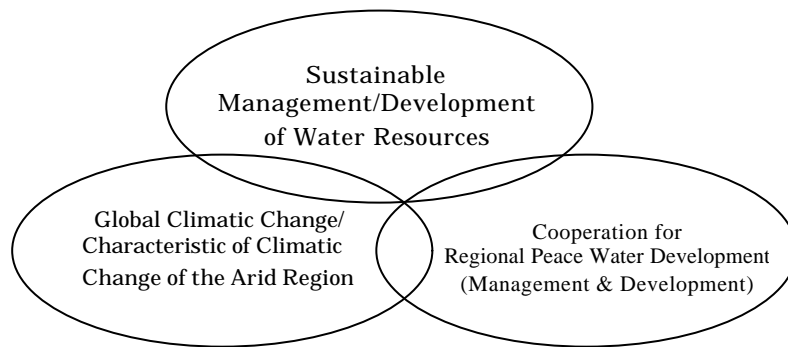 Sustainable
Management/Development
of Water Resources
Global Climatic Change/
Characteristic of Climatic
Change of the Arid Region
Cooperation for
Regional Peace Water Development
(Management & Development)